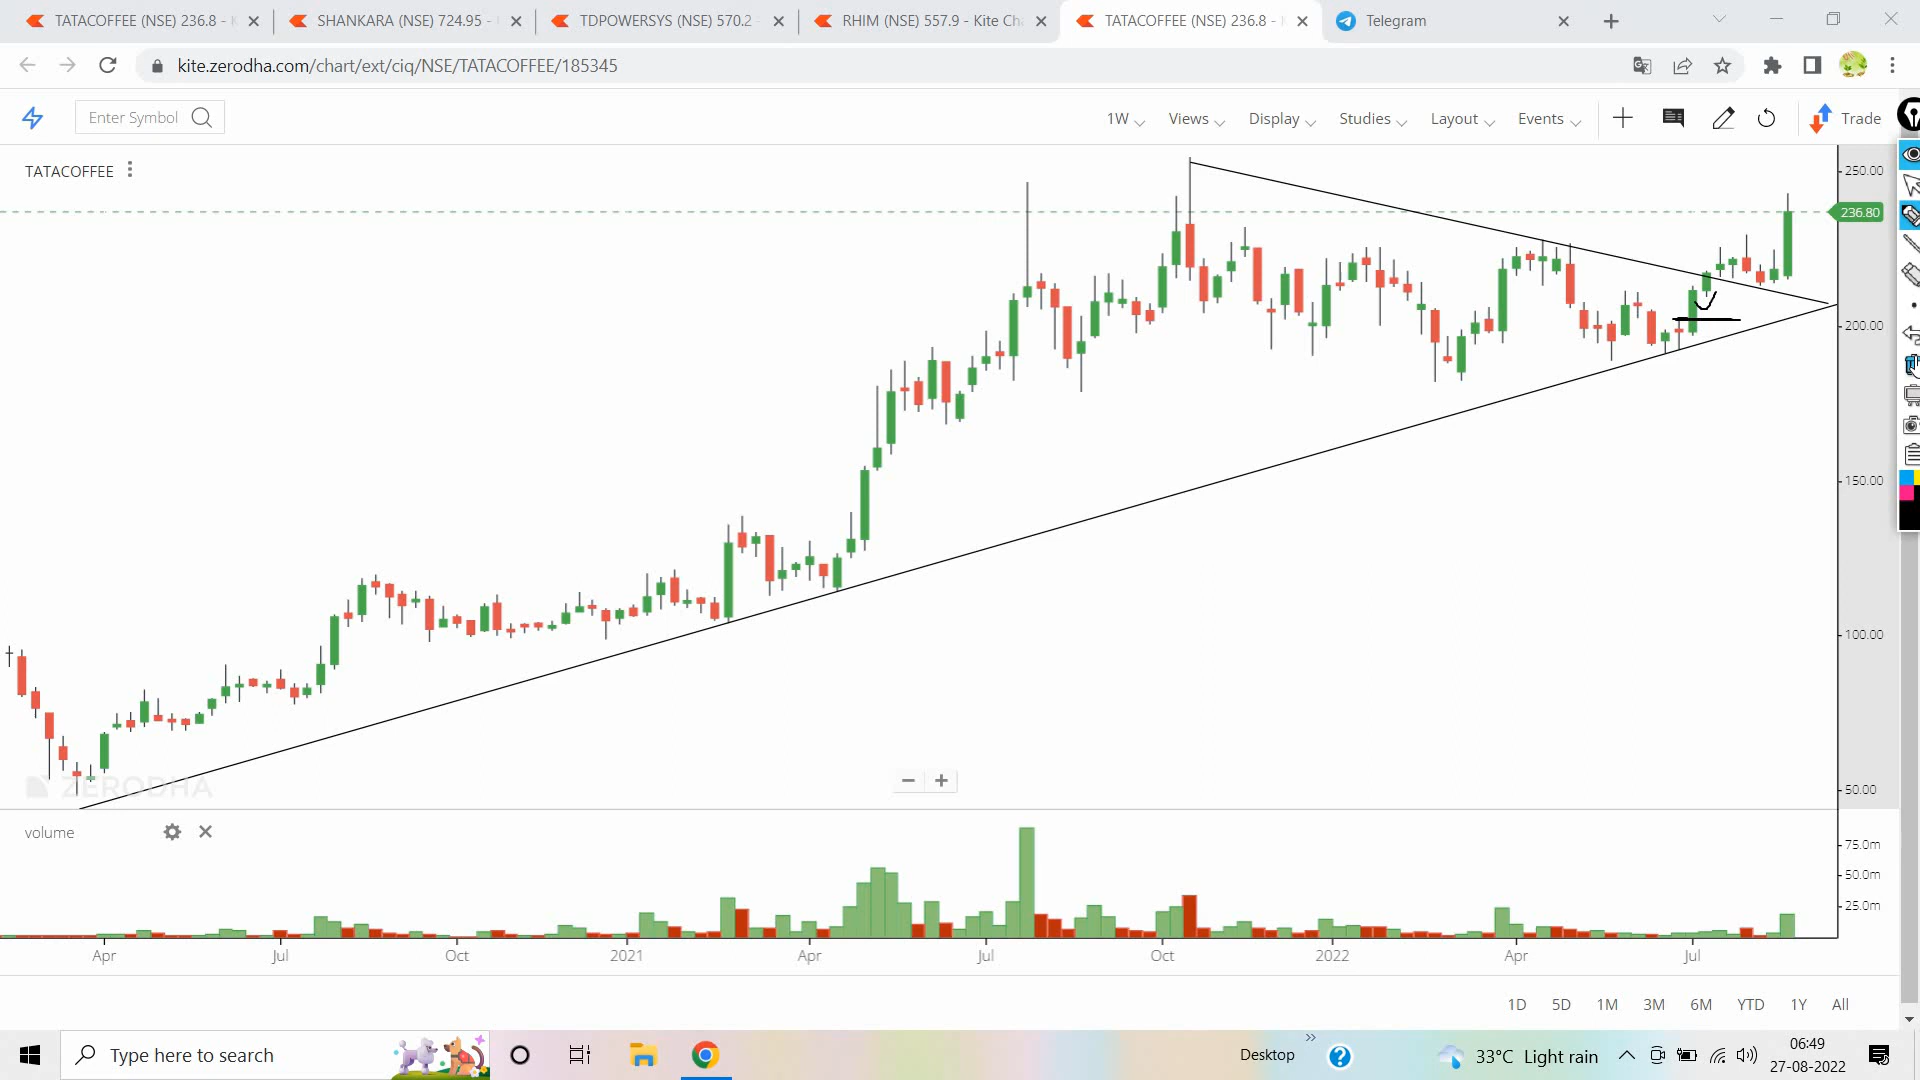 TATACOFFEE (NSE) 236.8 -
SHANKARA (NSE) 724.95 -
TDPOWERSYS (NSE) 570.2 -
RHIM (NSE) 557.9 - Kite Cha
TATACOFFEE (NSE) 236.8 -
Telegram
kite.zerodha.com/chart/ext/ciq/NSE/TATACOFFEE/185345
Enter Symbol
1W
Views
Display
Studies
Layout
Events
Trade
TATACOFFEE
250.00
236.80
200.00
150.00
100.00
50.00
ZERODHA
volume
75.0m
50.0m
25.0m
Apr Jul Oct 2021 Apr Jul Oct 2022 Apr Jul
1D 5D 1M 3M 6M YTD 1Y All
Type here to search
Desktop
33°C Light rain
06:49
27-08-2022